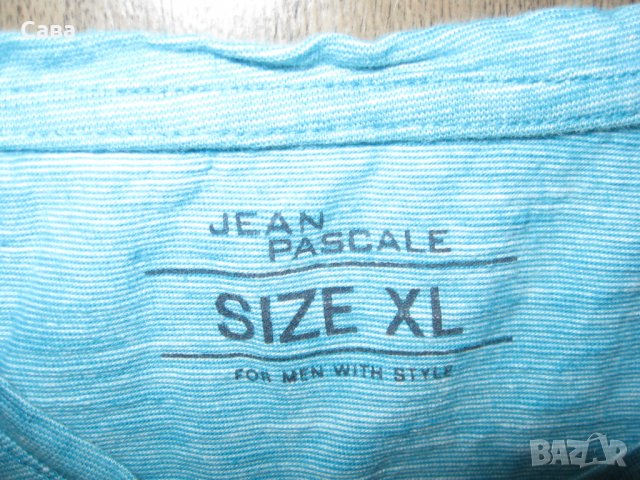 Сава
JEAN
PASCALE
SIZE XL
FOR MEN WITH STYLE
BAZAR